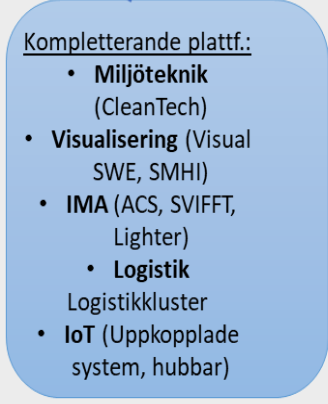 Kompletterande plattf.:
• Miljöteknik
(CleanTech)
• Visualisering (Visual
SWE, SMHI)
• IMA (ACS, SVIFFT,
Lighter)
• Logistik
Logistikkluster
• IoT (Uppkopplade
system, hubbar)